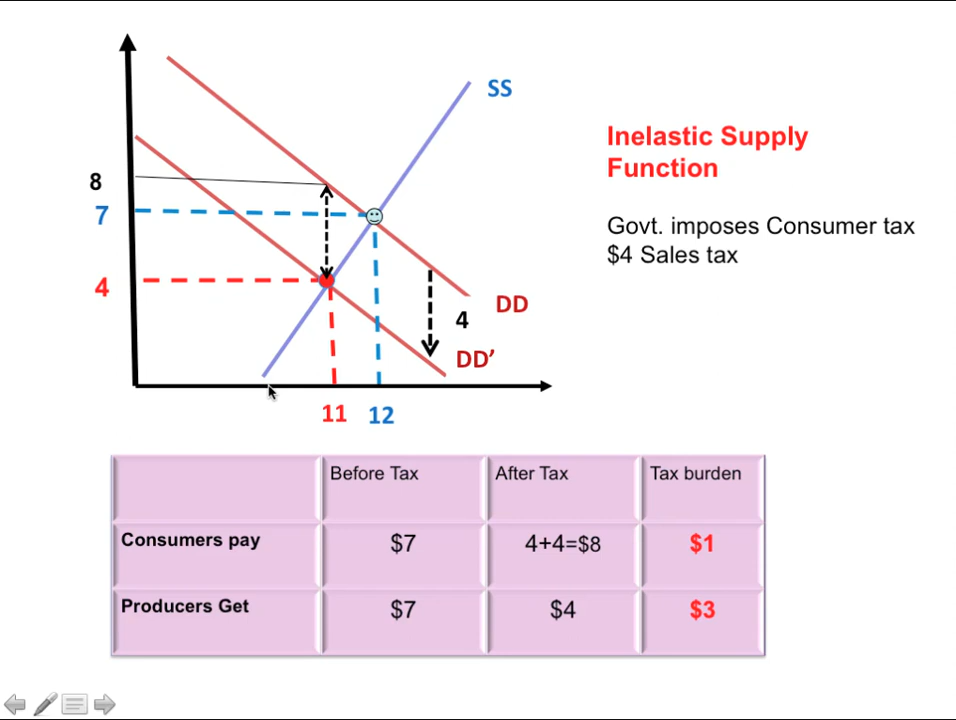 SS
Inelastic Supply
Function
8
7
Govt. imposes Consumer tax
$4 Sales tax
4
DD
4
DD’
11 12
Before Tax After Tax Tax burden
Consumers pay $7 4+4=$8 $1
Producers Get $7 $4 $3